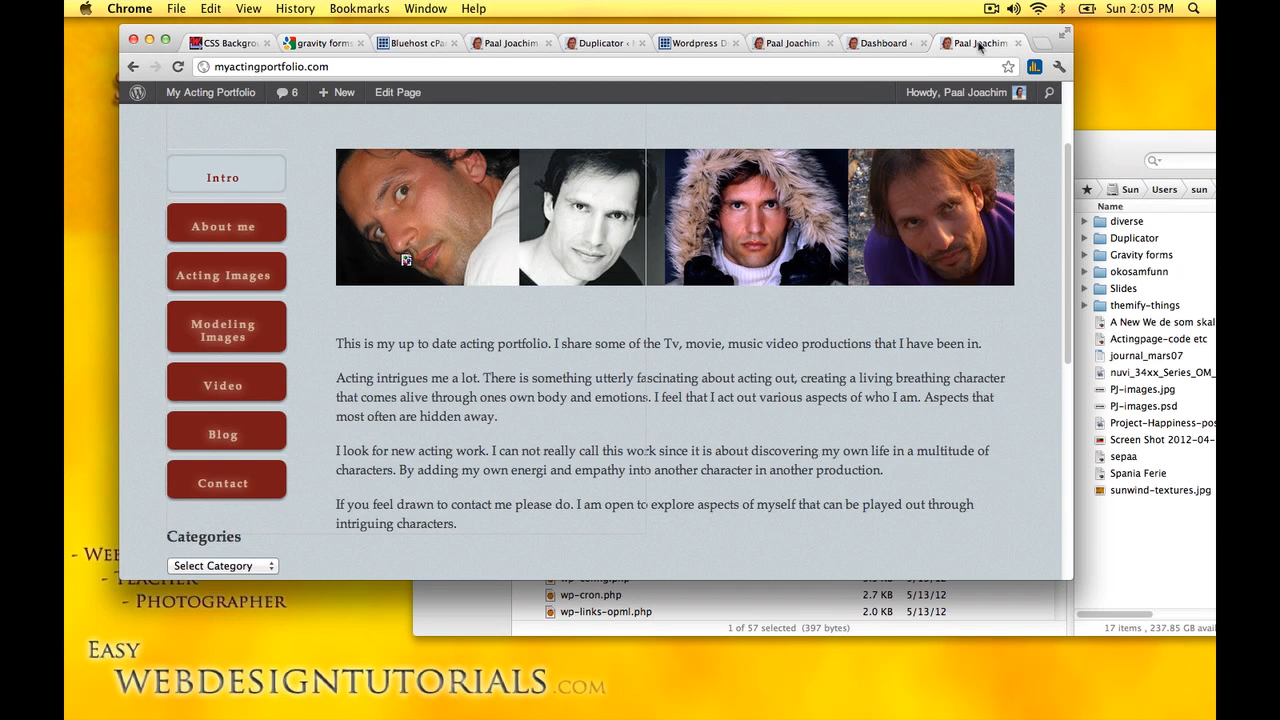 Chrome File Edit View History Bookmarks Window Help Sun 2:05 PM
CSS Backgro gravity forms Bluehost cPa Paal Joachim Duplicator ‹ Wordpress D Paal Joachim Dashboard ‹ Paal Joachim
myactingportfolio.com
My Acting Portfolio 6 + New Edit Page Howdy, Paal Joachim
Intro
About me
Acting Images
Modeling
Images
Video
Blog
Contact
Categories
Select Category
This is my up to date acting portfolio. I share some of the Tv, movie, music video productions that I have been in.
Acting intrigues me a lot. There is something utterly fascinating about acting out, creating a living breathing character
that comes alive through ones own body and emotions. I feel that I act out various aspects of who I am. Aspects that
most often are hidden away.
I look for new acting work. I can not really call this work since it is about discovering my own life in a multitude of
characters. By adding my own energi and empathy into another character in another production.
If you feel drawn to contact me please do. I am open to explore aspects of myself that can be played out through
intriguing characters.
Sun Users sun
Name
diverse
Duplicator
Gravity forms
okosamfunn
Slides
themify-things
A New We de som skal
Actingpage-code etc
journal_mars07
nuvi_34xx_Series_OM_
PJ-images.jpg
PJ-images.psd
Project-Happiness-pos
Screen Shot 2012-04-
sepaa
Spania Ferie
sunwind-textures.jpg
17 items , 237.85 GB avai
wp-cron.php 2.7 KB 5/13/12
wp-links-opml.php 2.0 KB 5/13/12
1 of 57 selected (397 bytes)
- Photographer
Easy
webdesigntutorials.com